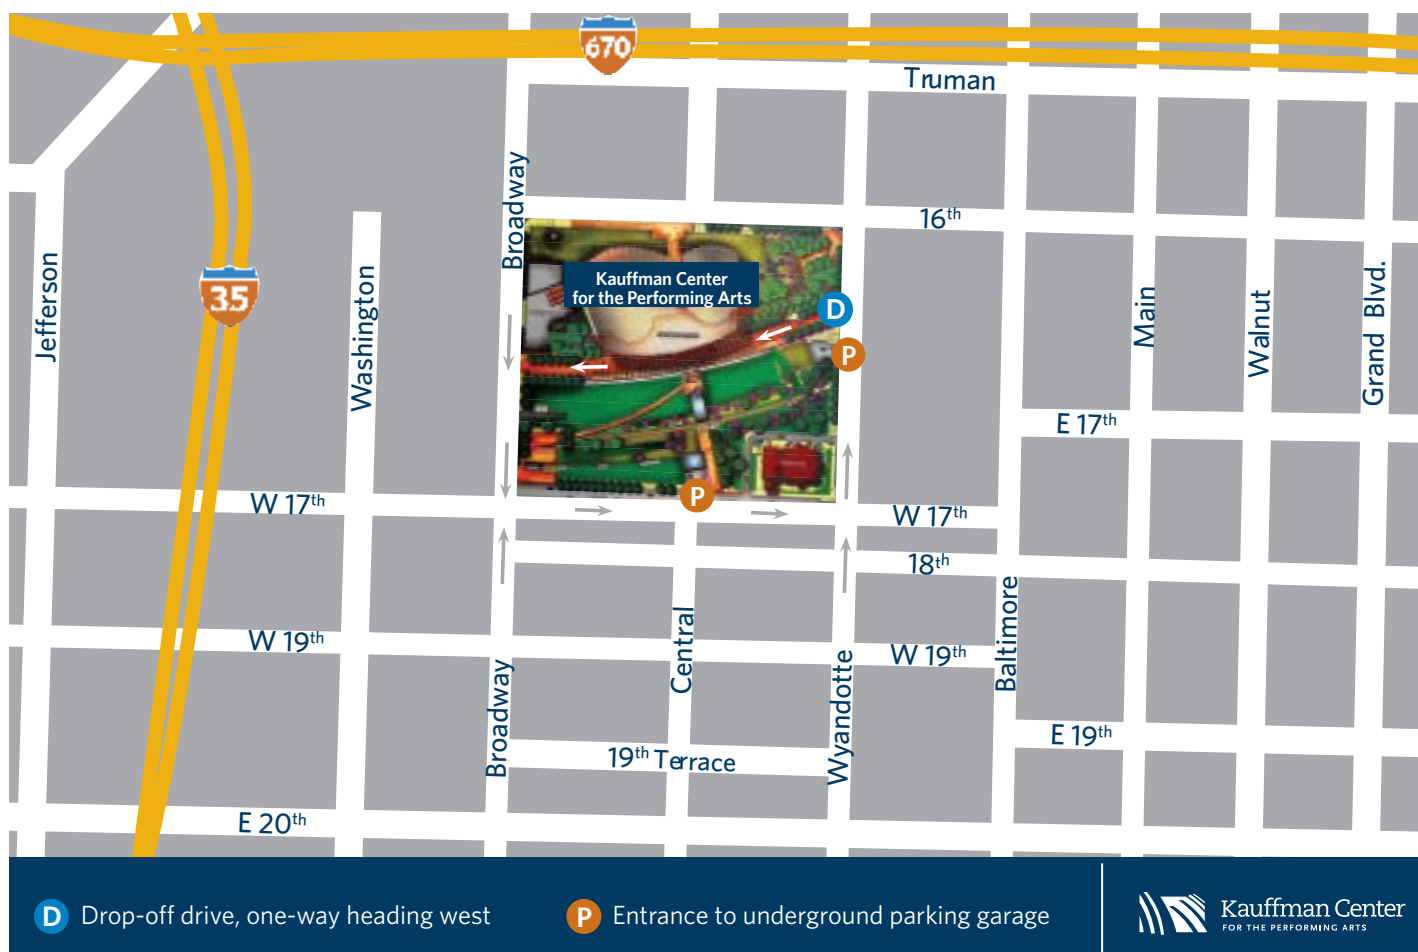 670
Truman
Broadway
16th
Kauffman Center
for the Performing Arts
D
P
35
Jefferson
Washington
Main
Walnut
Grand Blvd.
E 17th
W 17th
P
W 17th
18th
Baltimore
W 19th
Central
Wyandotte
W 19th
Broadway
E 19th
19th Terrace
E 20th
D Drop-off drive, one-way heading west
P Entrance to underground parking garage
Kauffman Center
FOR THE PERFORMING ARTS